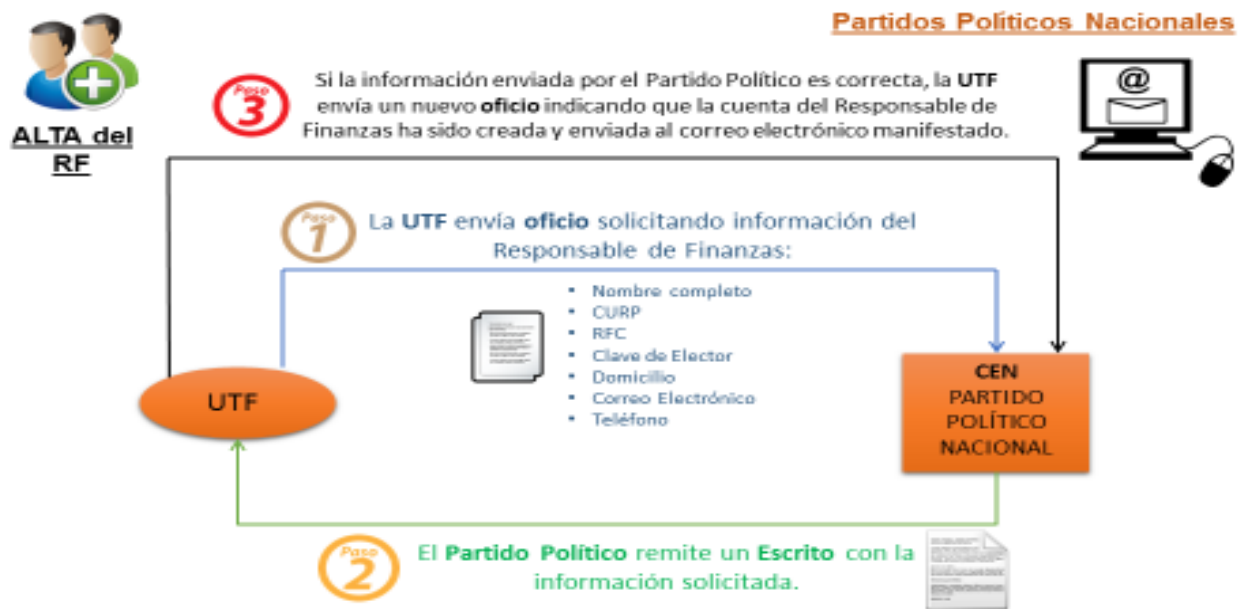 Partidos Políticos Nacionales
ALTA del
RF
Paso
3
Si la información enviada por el Partido Político es correcta, la UTF
envía un nuevo oficio indicando que la cuenta del Responsable de
Finanzas ha sido creada y enviada al correo electrónico manifestado.
@
Paso
1
La UTF envía oficio solicitando información del
Responsable de Finanzas:
• Nombre completo
• CURP
• RFC
• Clave de Elector
• Domicilio
• Correo Electrónico
• Teléfono
UTF
CEN
PARTIDO
POLÍTICO
NACIONAL
Paso
2
El Partido Político remite un Escrito con la
información solicitada.